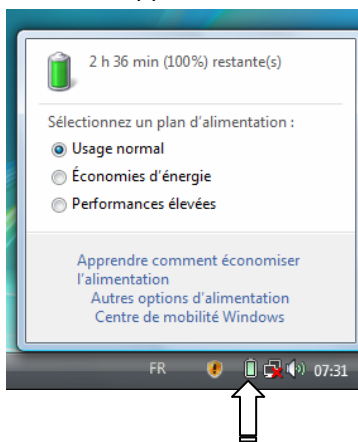 2 h 36 min (100%) restante(s)
Sélectionnez un plan d'alimentation :
Usage normal
Économies d'énergie
Performances élevées
Apprendre comment économiser
l'alimentation
Autres options d'alimentation
Centre de mobilité Windows
FR
07:31